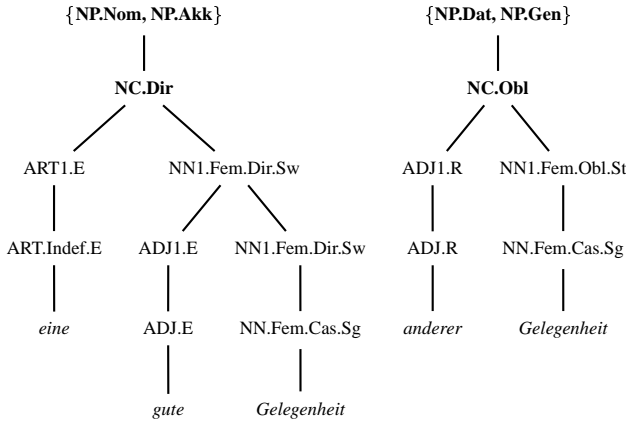 {NP.Nom, NP.Akk} {NP.Dat, NP.Gen}
NC.Dir NC.Obl
ART1.E NN1.Fem.Dir.Sw ADJ1.R NN1.Fem.Obl.St
ART.Indef.E ADJ1.E NN1.Fem.Dir.Sw ADJ.R NN.Fem.Cas.Sg
eine ADJ.E NN.Fem.Cas.Sg anderer Gelegenheit
gute Gelegenheit